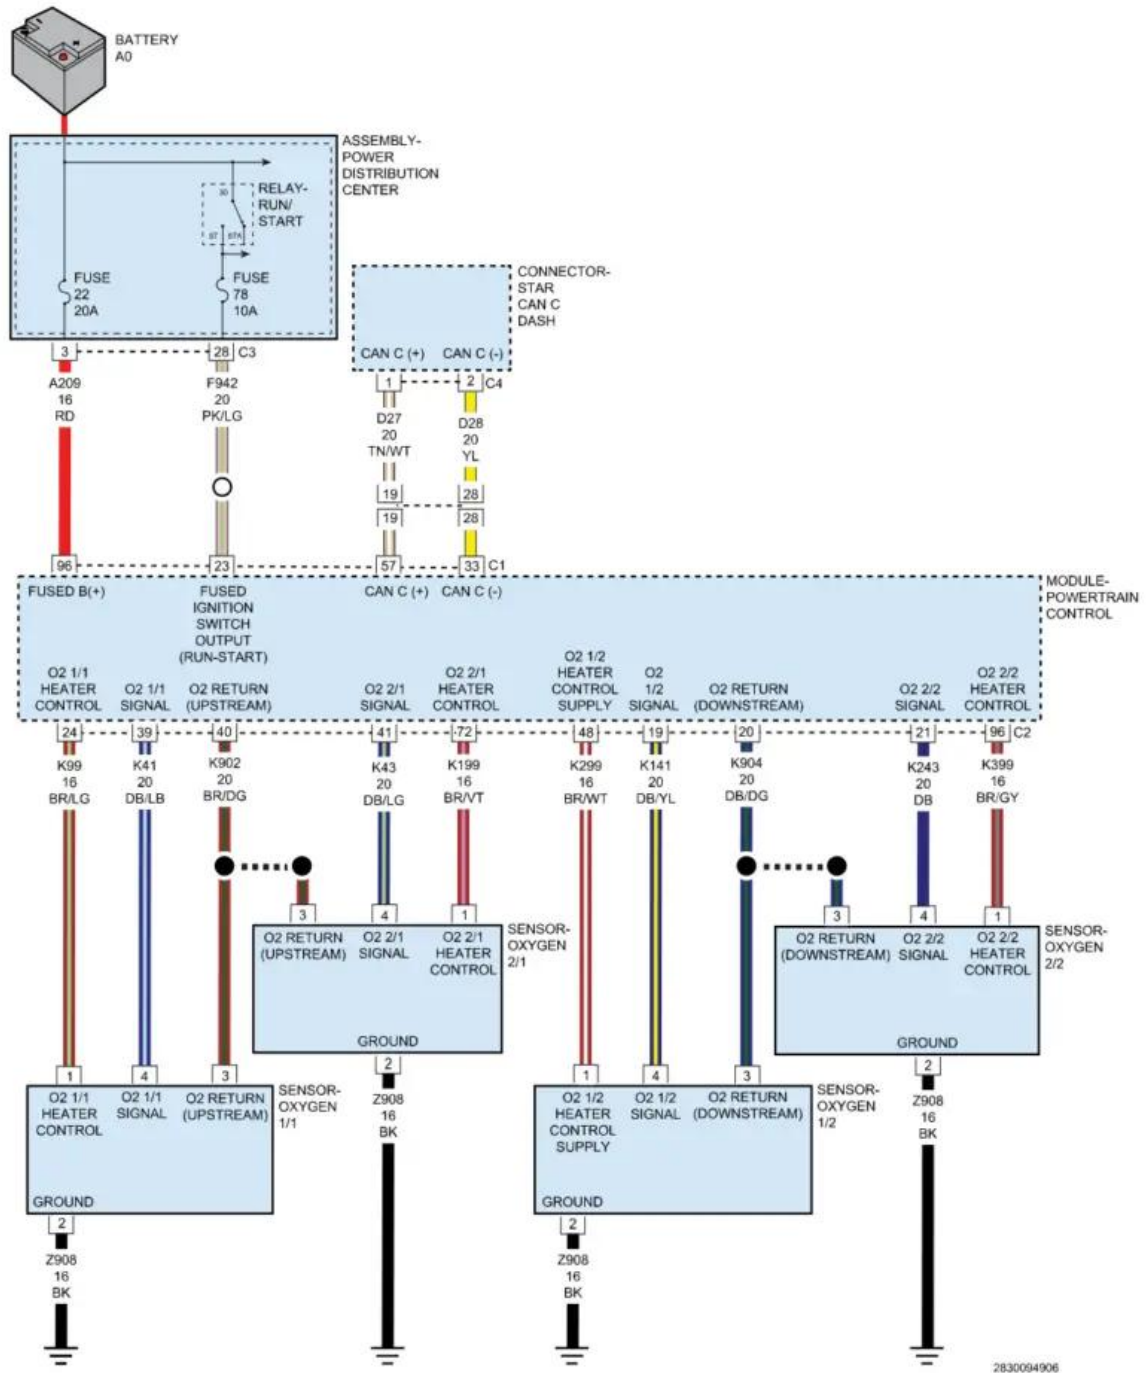 BATTERY
A0
ASSEMBLY-
POWER
DISTRIBUTION
CENTER
30
RELAY-
RUN/
START
87 87A
FUSE
22
20A
FUSE
78
10A
CONNECTOR-
STAR
CAN C
DASH
CAN C (+) CAN C (-)
3 28 C3
1 2 C4
A209
16
RD
F942
20
PK/LG
D27
20
TN/WT
D28
20
YL
19 28
19 28
96 23 57 33 C1
FUSED B(+)
FUSED
IGNITION
SWITCH
OUTPUT
(RUN-START)
CAN C (+) CAN C (-)
MODULE-
POWERTRAIN
CONTROL
O2 1/1
HEATER
CONTROL
O2 1/1
SIGNAL
O2 RETURN
(UPSTREAM)
O2 2/1
SIGNAL
O2 2/1
HEATER
CONTROL
O2 1/2
HEATER
CONTROL
SUPPLY
O2
1/2
SIGNAL
O2 RETURN
(DOWNSTREAM)
O2 2/2
SIGNAL
O2 2/2
HEATER
CONTROL
24 39 40 41 72 48 19 20 21 96 C2
K99
16
BR/LG
K41
20
DB/LB
K902
20
BR/DG
K43
20
DB/LG
K199
16
BR/VT
K299
16
BR/WT
K141
20
DB/YL
K904
20
DB/DG
K243
20
DB
K399
16
BR/GY
3 4 1
O2 RETURN
(UPSTREAM)
O2 2/1
SIGNAL
O2 2/1
HEATER
CONTROL
SENSOR-
OXYGEN
2/1
GROUND
2
Z908
16
BK
3 4 1
O2 RETURN
(DOWNSTREAM)
O2 2/2
SIGNAL
O2 2/2
HEATER
CONTROL
SENSOR-
OXYGEN
2/2
GROUND
2
Z908
16
BK
1 4 3
O2 1/1
HEATER
CONTROL
O2 1/1
SIGNAL
O2 RETURN
(UPSTREAM)
SENSOR-
OXYGEN
1/1
GROUND
2
Z908
16
BK
1 4 3
O2 1/2
HEATER
CONTROL
SUPPLY
O2 1/2
SIGNAL
O2 RETURN
(DOWNSTREAM)
SENSOR-
OXYGEN
1/2
GROUND
2
Z908
16
BK
2830094906